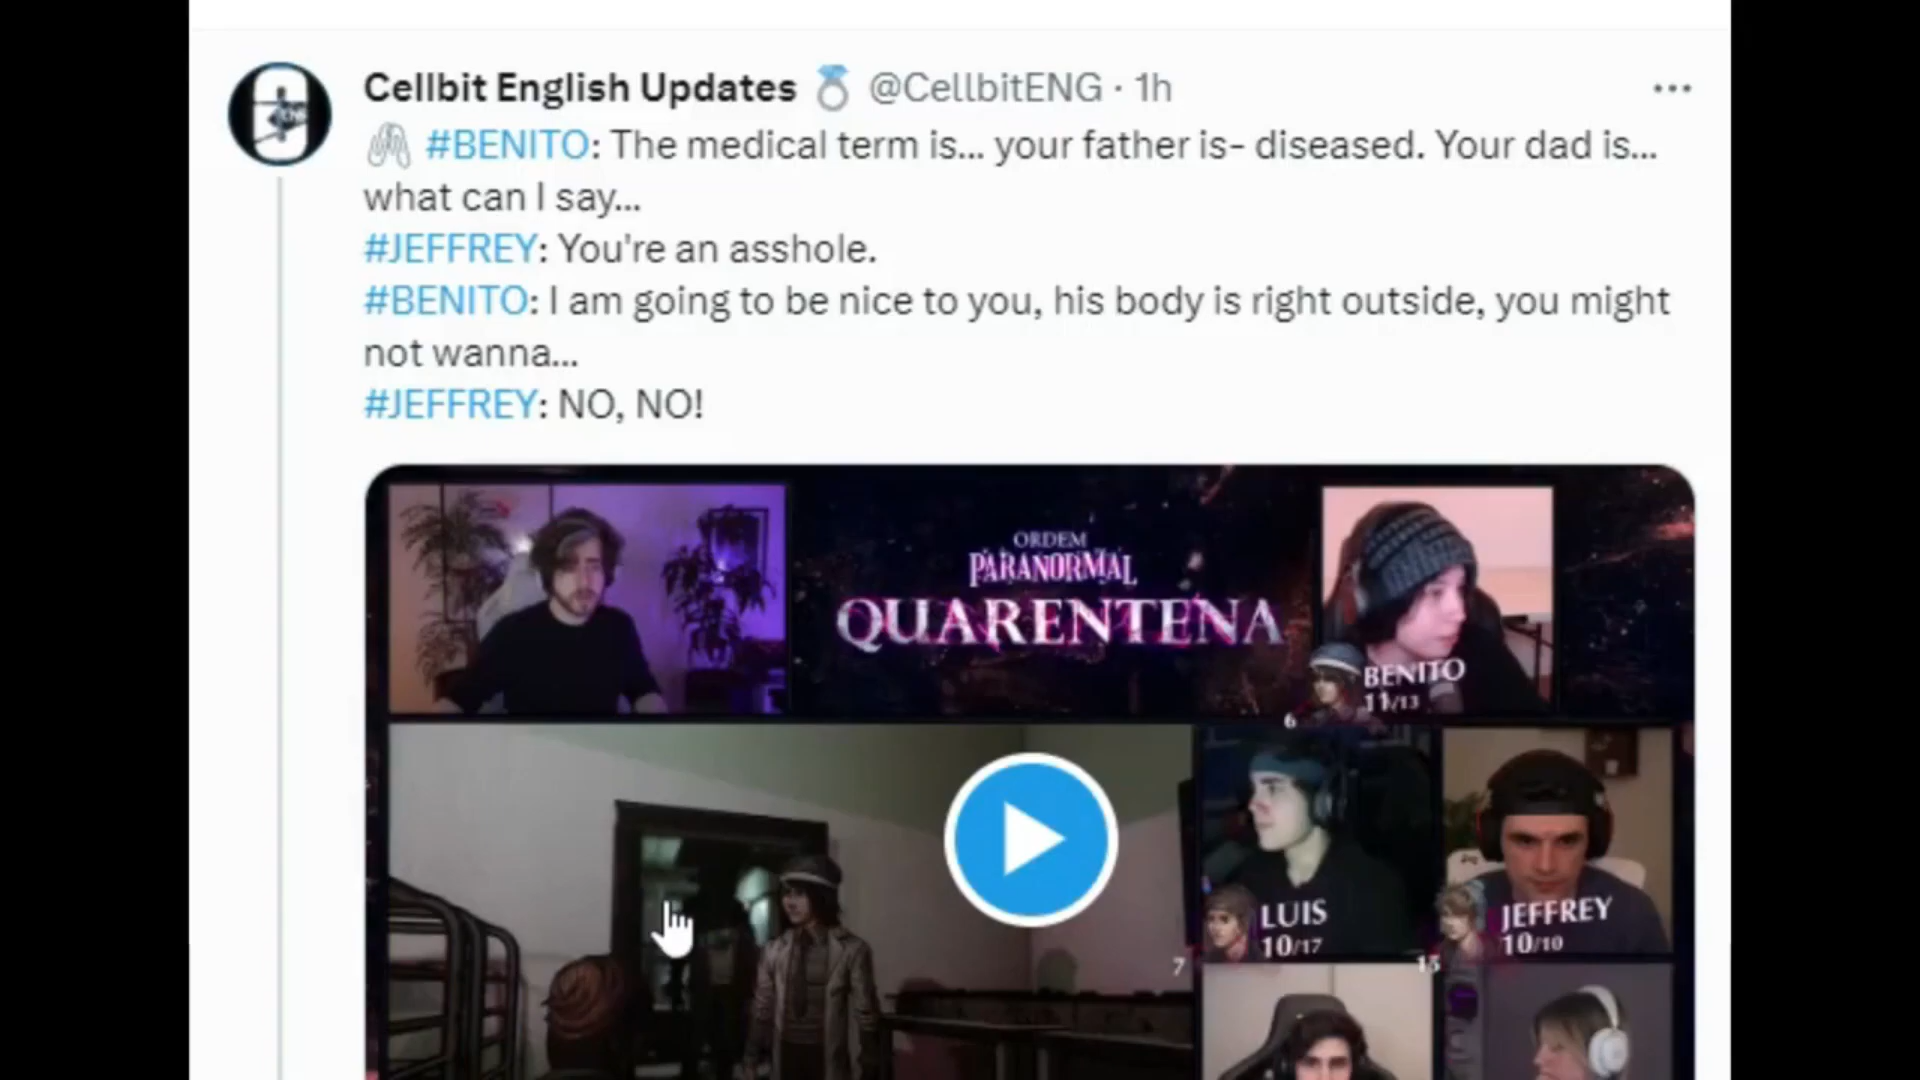 Cellbit English Updates 💍 @CellbitENG · 1h
#BENITO: The medical term is... your father is- diseased. Your dad is...
what can I say...
#JEFFREY: You're an asshole.
#BENITO: I am going to be nice to you, his body is right outside, you might
not wanna...
#JEFFREY: NO, NO!
ORDEM
PARANORMAL
QUARENTENA
BENITO
11/13
6
LUIS
10/17
7
JEFFREY
10/10
15